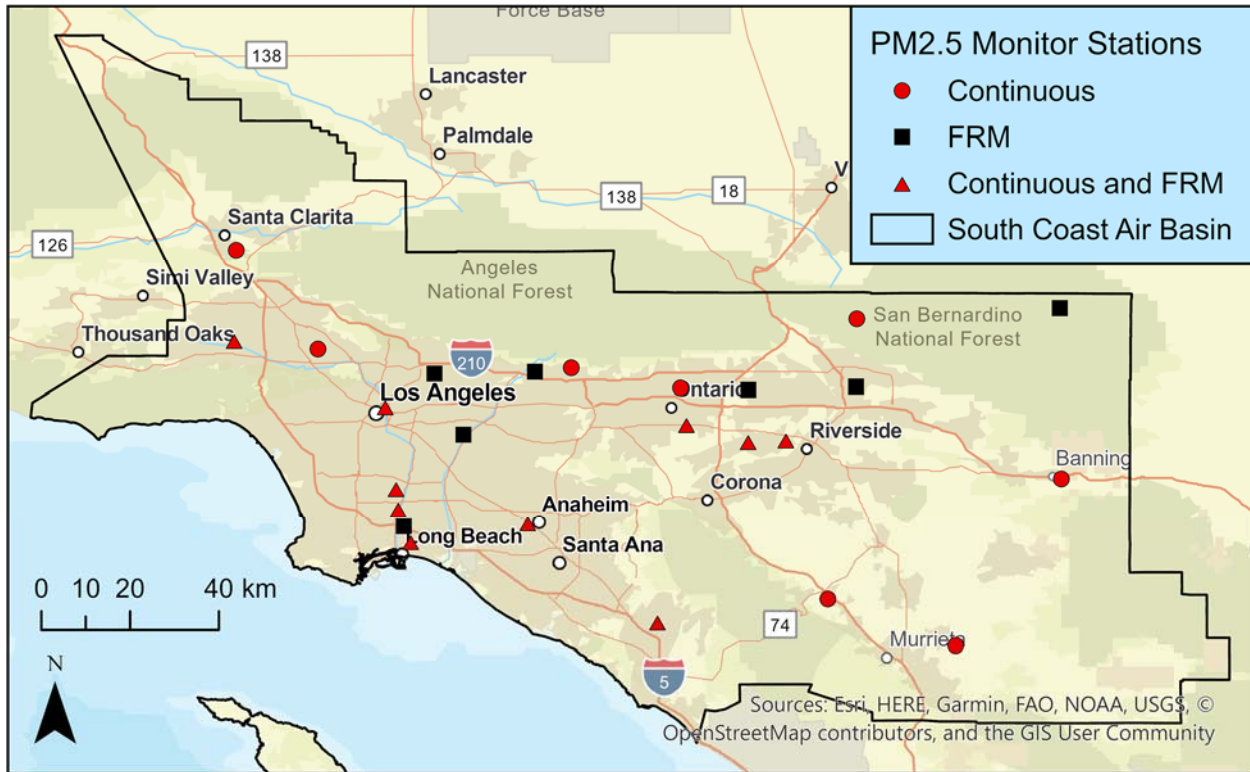 Force Base
PM2.5 Monitor Stations
Continuous
FRM
Continuous and FRM
South Coast Air Basin
138
Lancaster
Palmdale
138
18
V
Santa Clarita
126
Simi Valley
Angeles
National Forest
San Bernardino
National Forest
Thousand Oaks
210
Los Angeles
Ontario
Riverside
Banning
Corona
Anaheim
ong Beach
Santa Ana
0 10 20 40 km
74
Murrieta
N
5
Sources: Esri, HERE, Garmin, FAO, NOAA, USGS, ©
OpenStreetMap contributors, and the GIS User Community